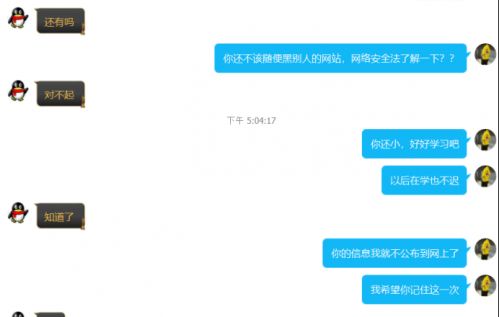 还有吗
你还不该随便黑别人的网站，网络安全法了解一下？？
对不起
下午 5:04:17
你还小，好好学习吧
以后在学也不迟
知道了
你的信息我就不公布到网上了
我希望你记住这一次